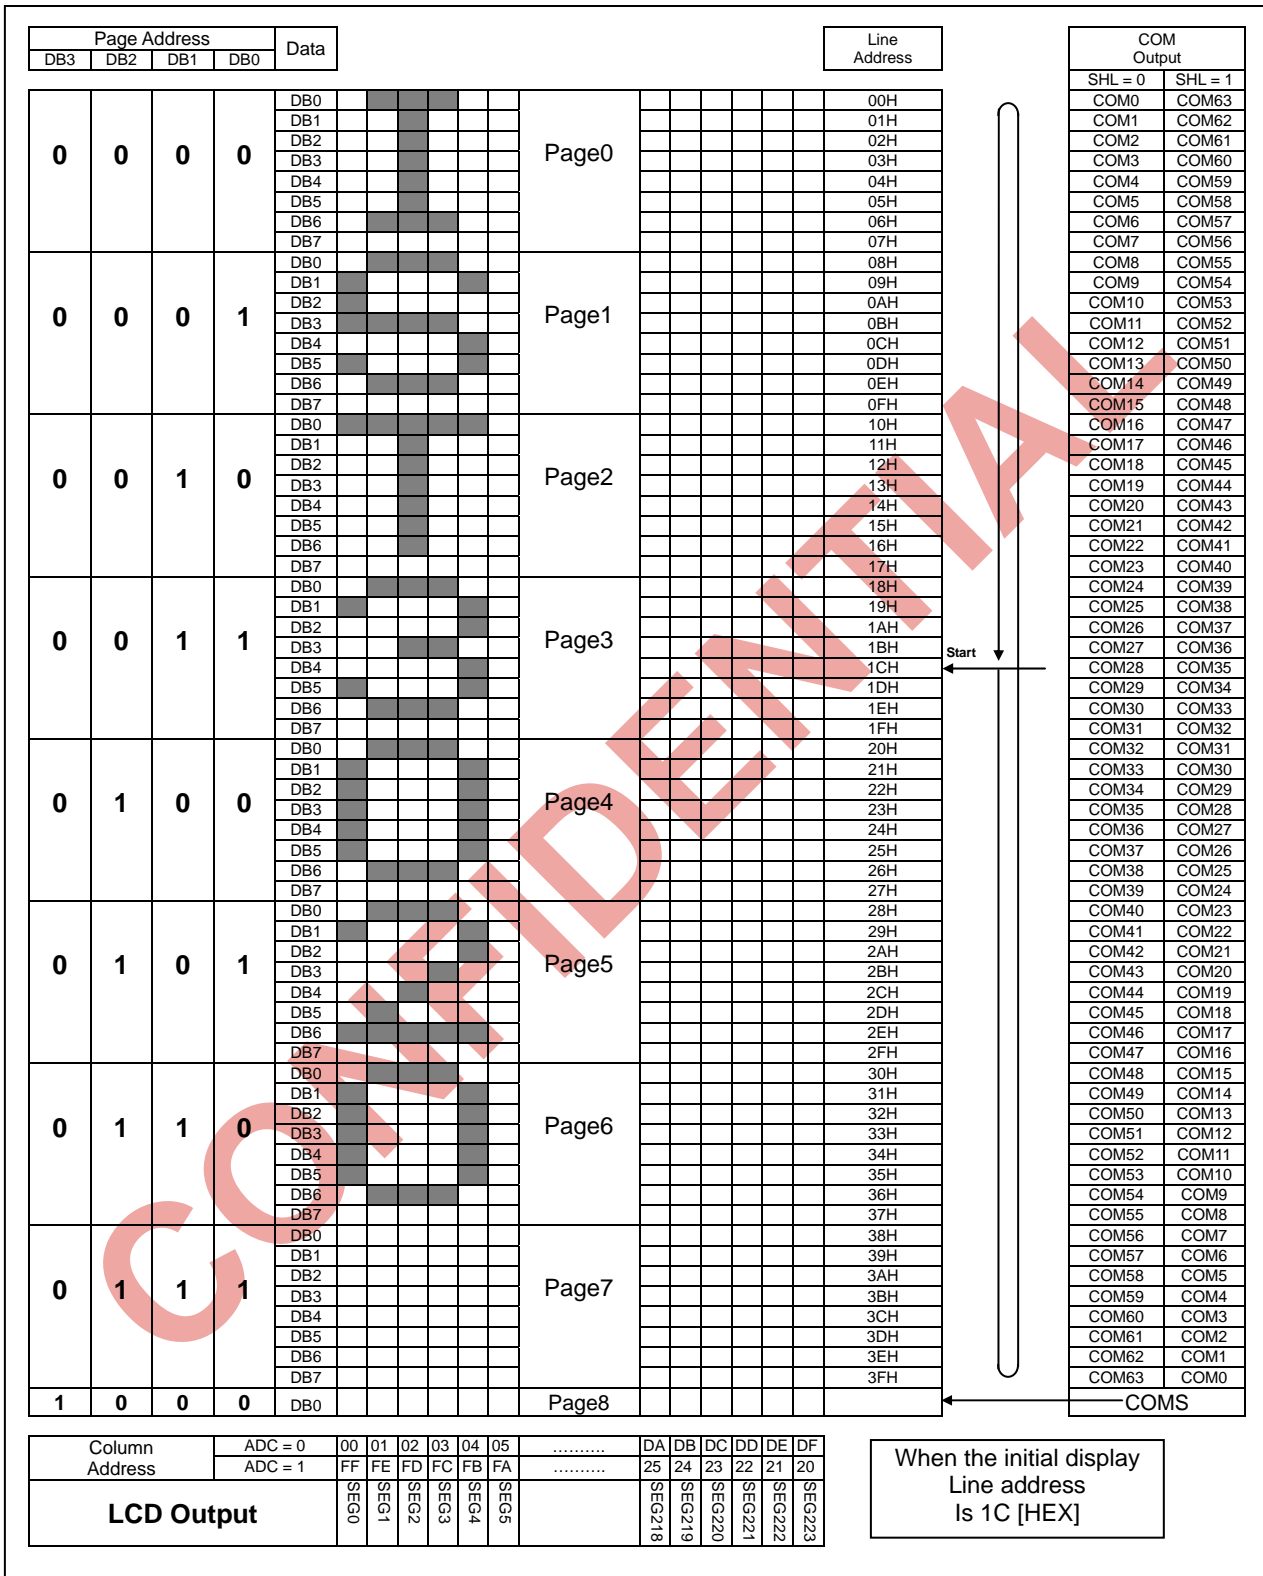 Page Address Data Line Address COM Output
DB3 DB2 DB1 DB0
SHL = 0 SHL = 1
DB0 00H COM0 COM63
DB1 01H COM1 COM62
DB2 02H COM2 COM61
0 0 0 0 DB3 Page0 03H COM3 COM60
DB4 04H COM4 COM59
DB5 05H COM5 COM58
DB6 06H COM6 COM57
DB7 07H COM7 COM56
DB0 08H COM8 COM55
DB1 09H COM9 COM54
DB2 0AH COM10 COM53
0 0 0 1 DB3 Page1 0BH COM11 COM52
DB4 0CH COM12 COM51
DB5 0DH COM13 COM50
DB6 0EH COM14 COM49
DB7 0FH COM15 COM48
DB0 10H COM16 COM47
DB1 11H COM17 COM46
DB2 12H COM18 COM45
0 0 1 0 DB3 Page2 13H COM19 COM44
DB4 14H COM20 COM43
DB5 15H COM21 COM42
DB6 16H COM22 COM41
DB7 17H COM23 COM40
DB0 18H COM24 COM39
DB1 19H COM25 COM38
DB2 1AH COM26 COM37
0 0 1 1 DB3 Page3 1BH Start COM27 COM36
DB4 1CH COM28 COM35
DB5 1DH COM29 COM34
DB6 1EH COM30 COM33
DB7 1FH COM31 COM32
DB0 20H COM32 COM31
DB1 21H COM33 COM30
DB2 22H COM34 COM29
0 1 0 0 DB3 Page4 23H COM35 COM28
DB4 24H COM36 COM27
DB5 25H COM37 COM26
DB6 26H COM38 COM25
DB7 27H COM39 COM24
DB0 28H COM40 COM23
DB1 29H COM41 COM22
DB2 2AH COM42 COM21
0 1 0 1 DB3 Page5 2BH COM43 COM20
DB4 2CH COM44 COM19
DB5 2DH COM45 COM18
DB6 2EH COM46 COM17
DB7 2FH COM47 COM16
DB0 30H COM48 COM15
DB1 31H COM49 COM14
DB2 32H COM50 COM13
0 1 1 0 DB3 Page6 33H COM51 COM12
DB4 34H COM52 COM11
DB5 35H COM53 COM10
DB6 36H COM54 COM9
DB7 37H COM55 COM8
DB0 38H COM56 COM7
DB1 39H COM57 COM6
DB2 3AH COM58 COM5
0 1 1 1 DB3 Page7 3BH COM59 COM4
DB4 3CH COM60 COM3
DB5 3DH COM61 COM2
DB6 3EH COM62 COM1
DB7 3FH COM63 COM0
1 0 0 0 DB0 Page8 COMS
Column Address ADC = 0 00 01 02 03 04 05 .......... DA DB DC DD DE DF
ADC = 1 FF FE FD FC FB FA .......... 25 24 23 22 21 20
LCD Output SEG0 SEG1 SEG2 SEG3 SEG4 SEG5 SEG218 SEG219 SEG220 SEG221 SEG222 SEG223
When the initial display
Line address
Is 1C [HEX]
CONFIDENTIAL